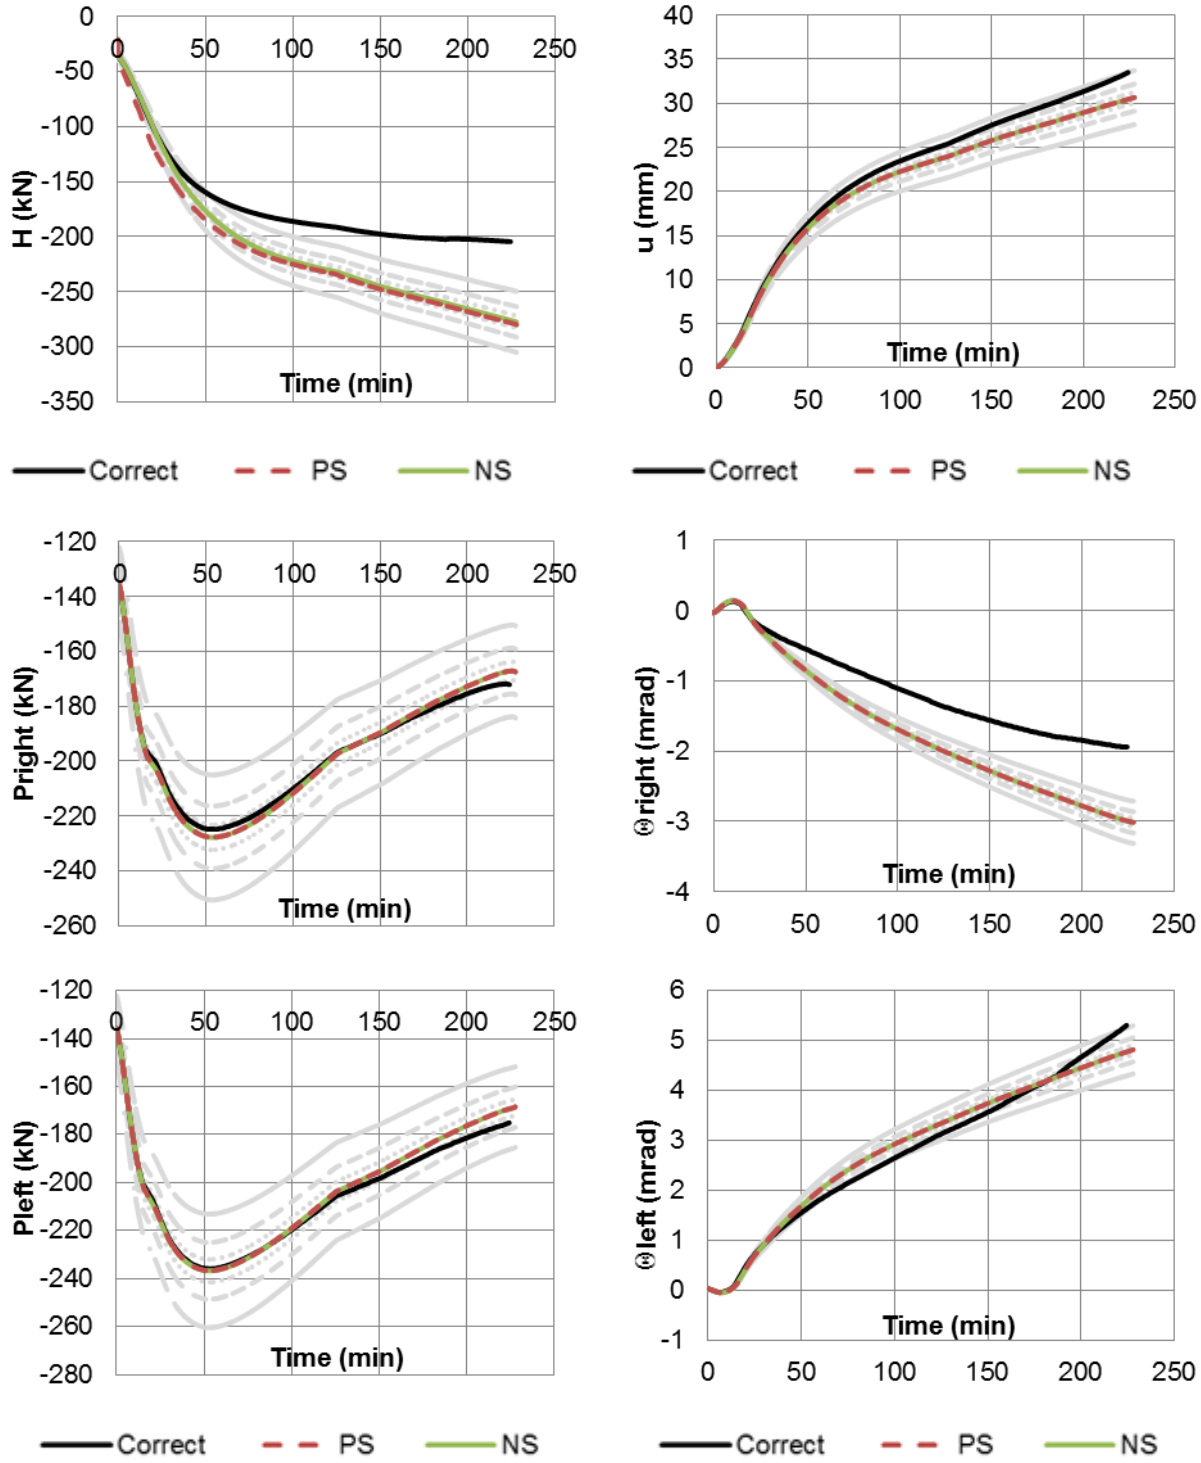 0
0 50 100 150 200 250
-50
-100
-150
-200
-250
-300
-350
H (kN)
Time (min)
40
35
30
25
20
15
10
5
0
u (mm)
Time (min)
0 50 100 150 200 250
Correct PS NS
Correct PS NS
-120
0 50 100 150 200 250
-140
-160
-180
-200
-220
-240
-260
Pright (kN)
Time (min)
1
0
-1
-2
-3
-4
Θright (mrad)
Time (min)
0 50 100 150 200 250
-120
0 50 100 150 200 250
-140
-160
-180
-200
-220
-240
-260
-280
Pleft (kN)
Time (min)
6
5
4
3
2
1
0
-1
Θleft (mrad)
Time (min)
0 50 100 150 200 250
Correct PS NS
Correct PS NS